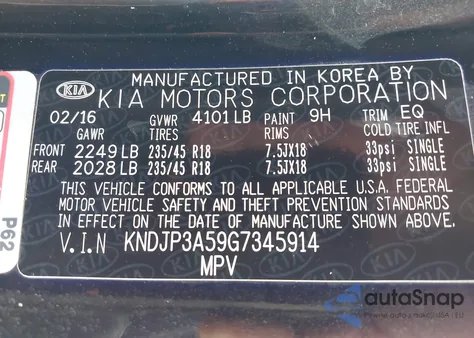 MANUFACTURED IN KOREA BY
KIA KIA MOTORS CORPORATION
02/16 GVWR 4101 LB PAINT 9H TRIM EQ
GAWR TIRES RIMS COLD TIRE INFL
FRONT 2249 LB 235/45 R18 7.5JX18 33psi SINGLE
REAR 2028 LB 235/45 R18 7.5JX18 33psi SINGLE
THIS VEHICLE CONFORMS TO ALL APPLICABLE U.S.A. FEDERAL
MOTOR VEHICLE SAFETY AND THEFT PREVENTION STANDARDS
IN EFFECT ON THE DATE OF MANUFACTURE SHOWN ABOVE.
V.I.N KNDJP3A59G7345914
MPV
P62
autoSnap